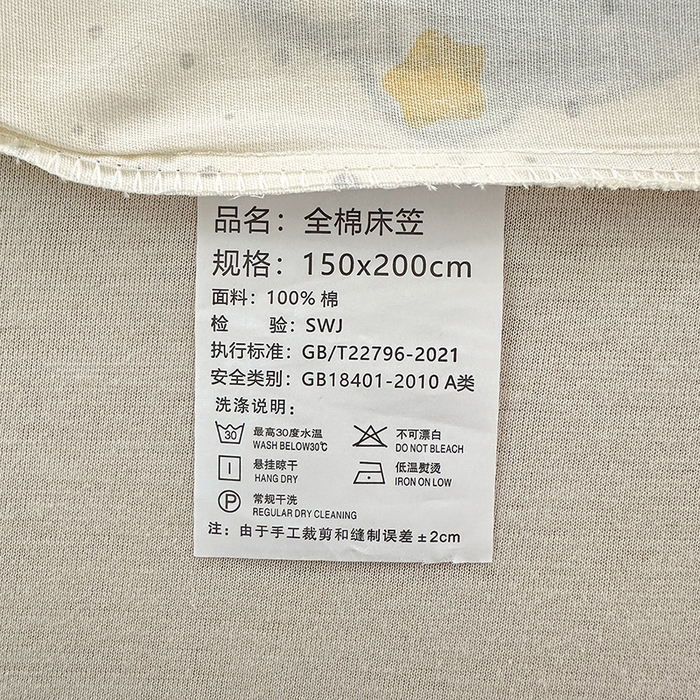 品名：全棉床笠
规格：150x200cm
面料：100% 棉
检 验：SWJ
执行标准：GB/T22796-2021
安全类别：GB18401-2010 A类
洗涤说明：
30 最高30度水温 不可漂白
WASH BELOW30℃ DO NOT BLEACH
悬挂晾干 低温熨烫
HANG DRY IRON ON LOW
P 常规干洗
REGULAR DRY CLEANING
注：由于手工裁剪和缝制误差 ±2cm